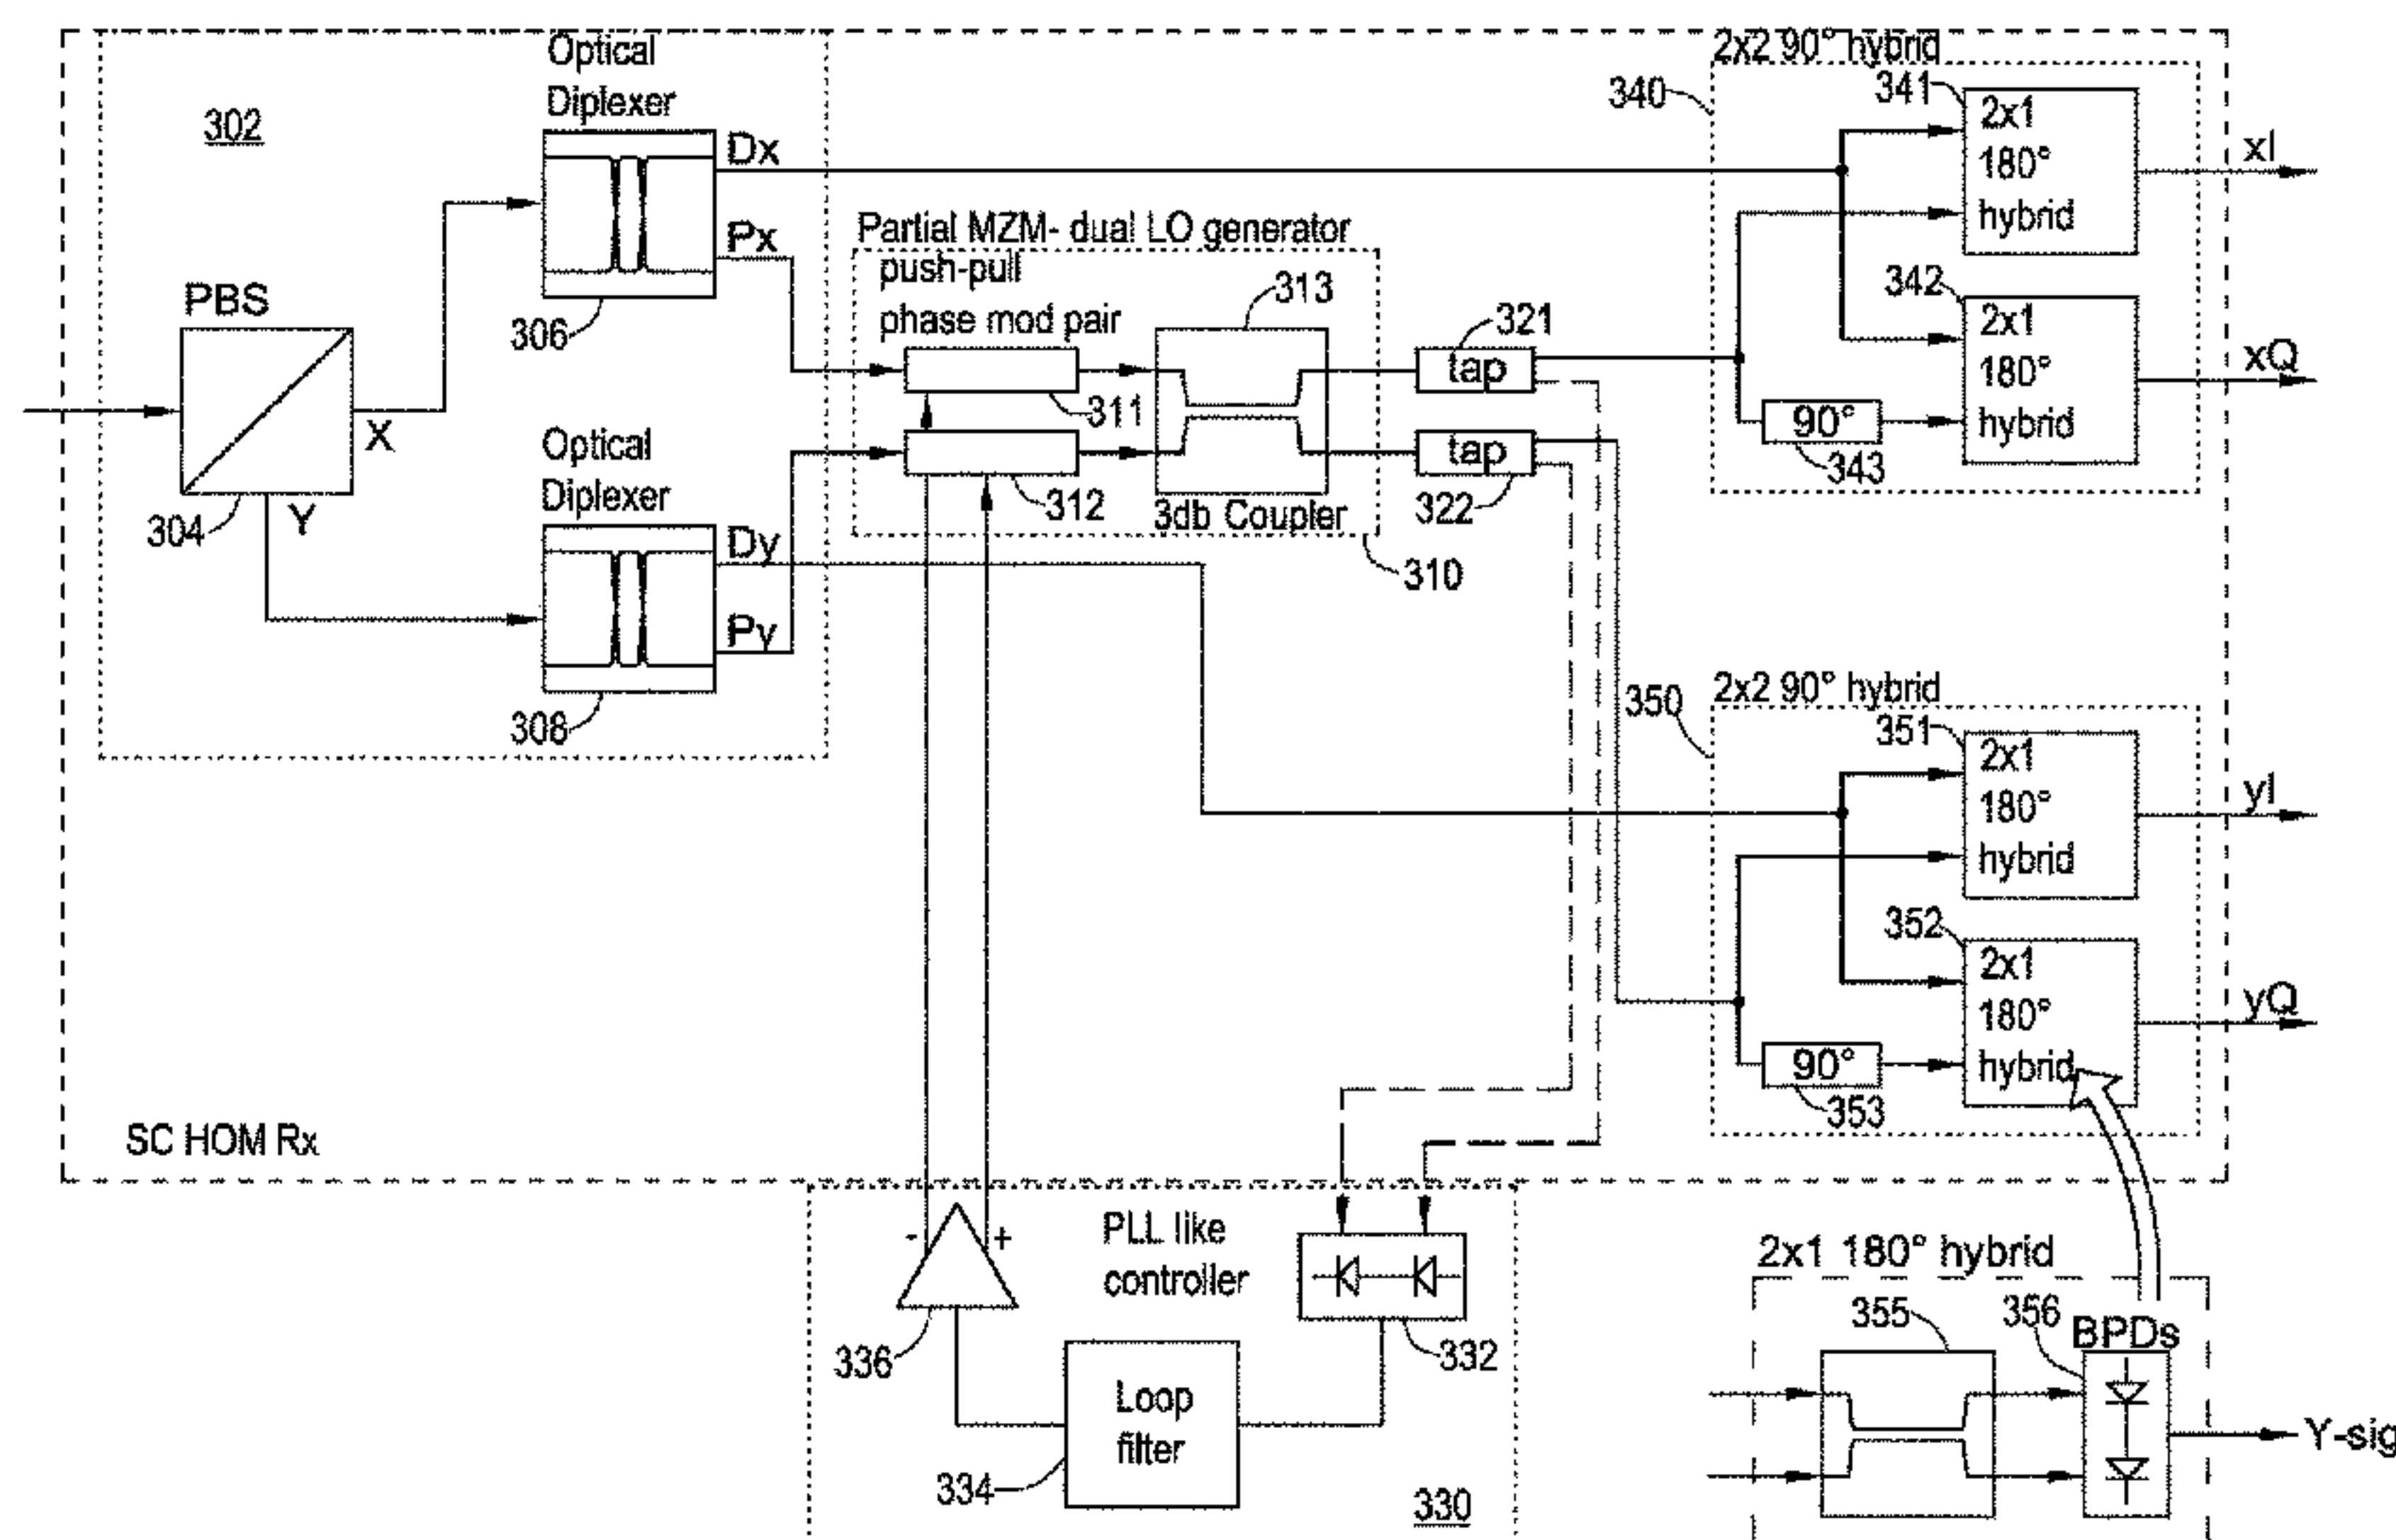 302
Optical
Diplexer
Dx
Px
306
PBS
X
Y
304
Optical
Diplexer
Dy
Py
308
Partial MZM- dual LO generator
push-pull
phase mod pair
311
312
313
3db Coupler
310
tap
321
tap
322
2x2 90° hybrid
340
341
2x1
180°
hybrid
xI
342
2x1
180°
hybrid
xQ
90°
343
2x2 90° hybrid
350
351
2x1
180°
hybrid
yI
352
2x1
180°
hybrid
yQ
90°
353
SC HOM Rx
- +
336
PLL like
controller
332
Loop
filter
334
330
2x1 180° hybrid
355
356
BPDs
Y-sig